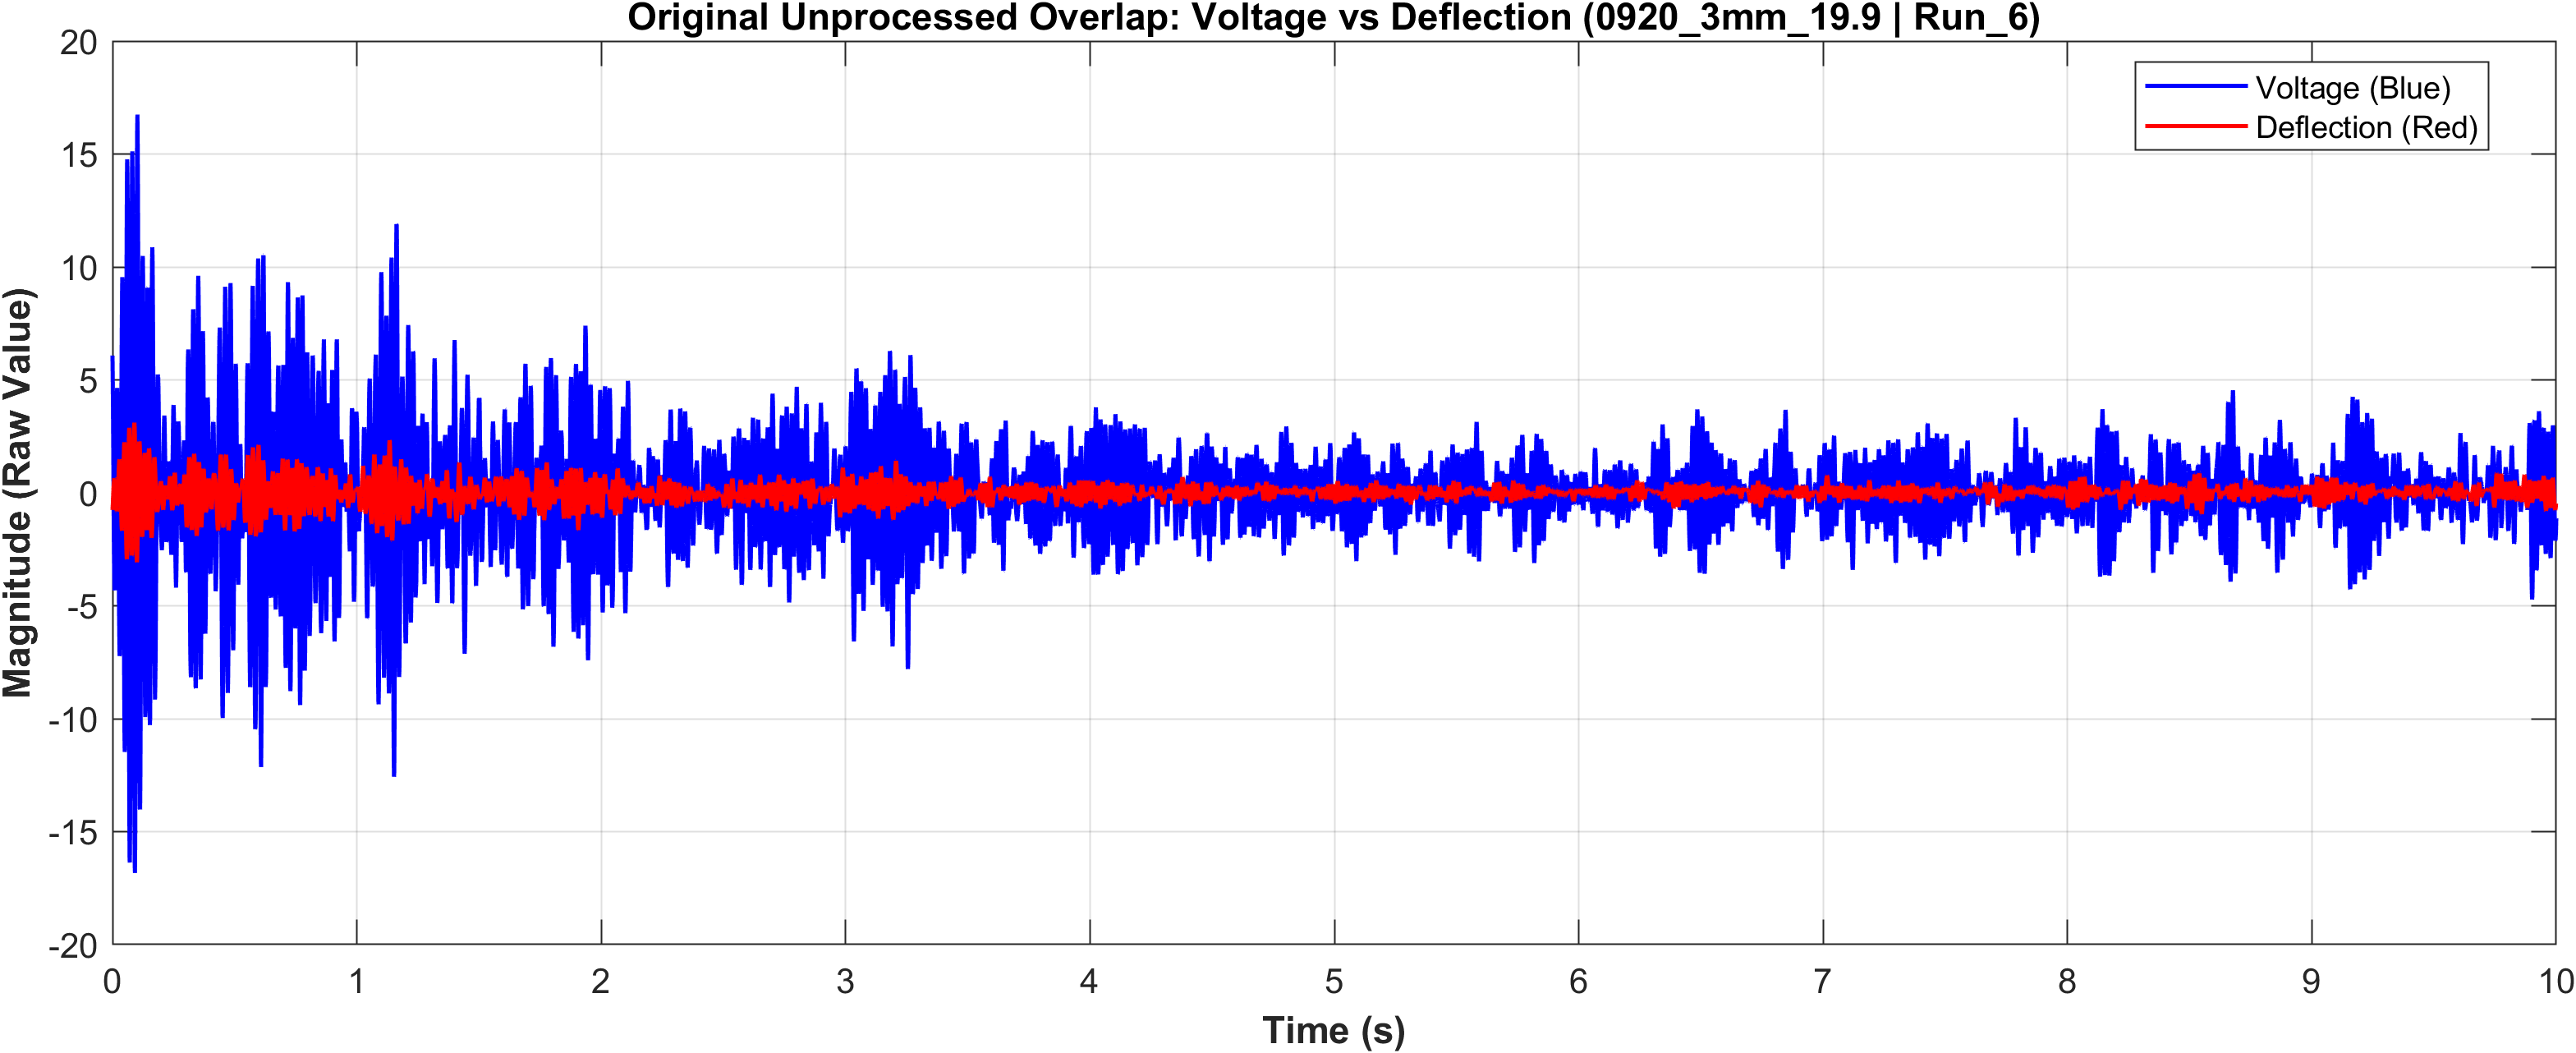 Original Unprocessed Overlap: Voltage vs Deflection (0920_3mm_19.9 | Run_6)
Voltage (Blue)
Deflection (Red)
Magnitude (Raw Value)
20
15
10
5
0
-5
-10
-15
-20
0 1 2 3 4 5 6 7 8 9 10
Time (s)